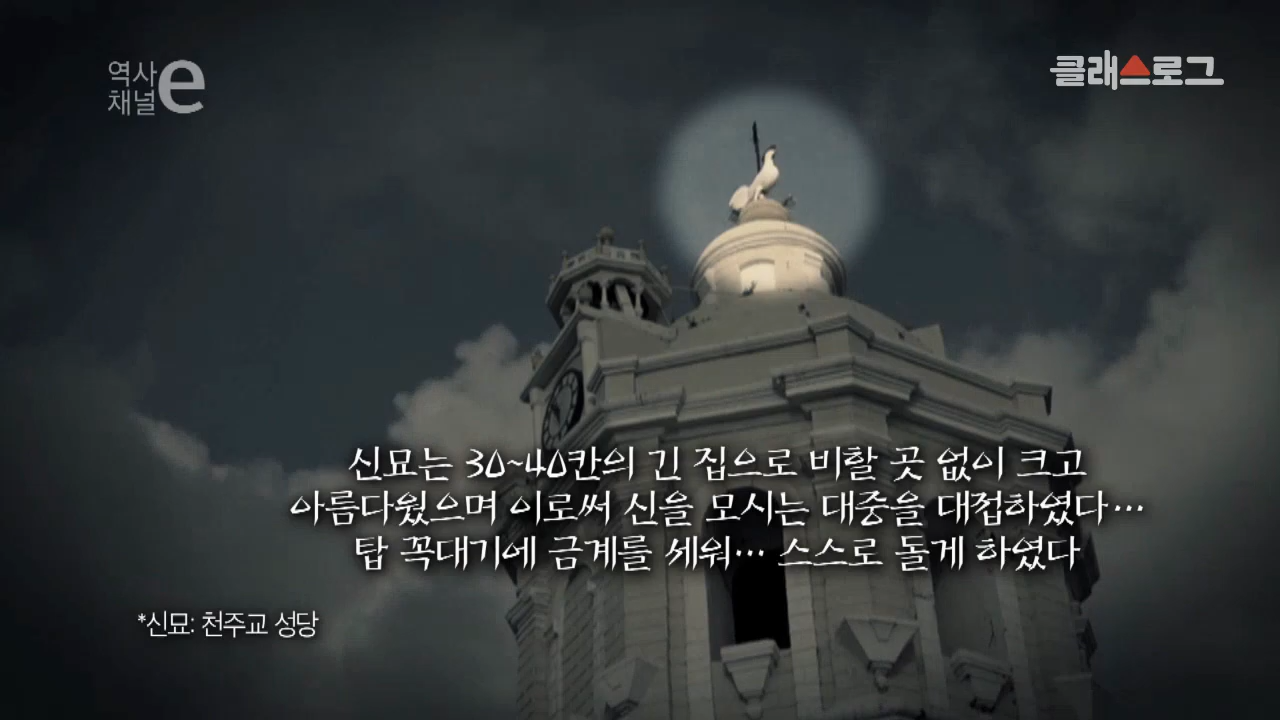 역사
채널e
클래스로그
신묘는 30~40칸의 긴 집으로 비할 곳 없이 크고
아름다웠으며 이로써 신을 모시는 대중을 대접하였다…
탑 꼭대기에 금계를 세워… 스스로 돌게 하였다
*신묘: 천주교 성당